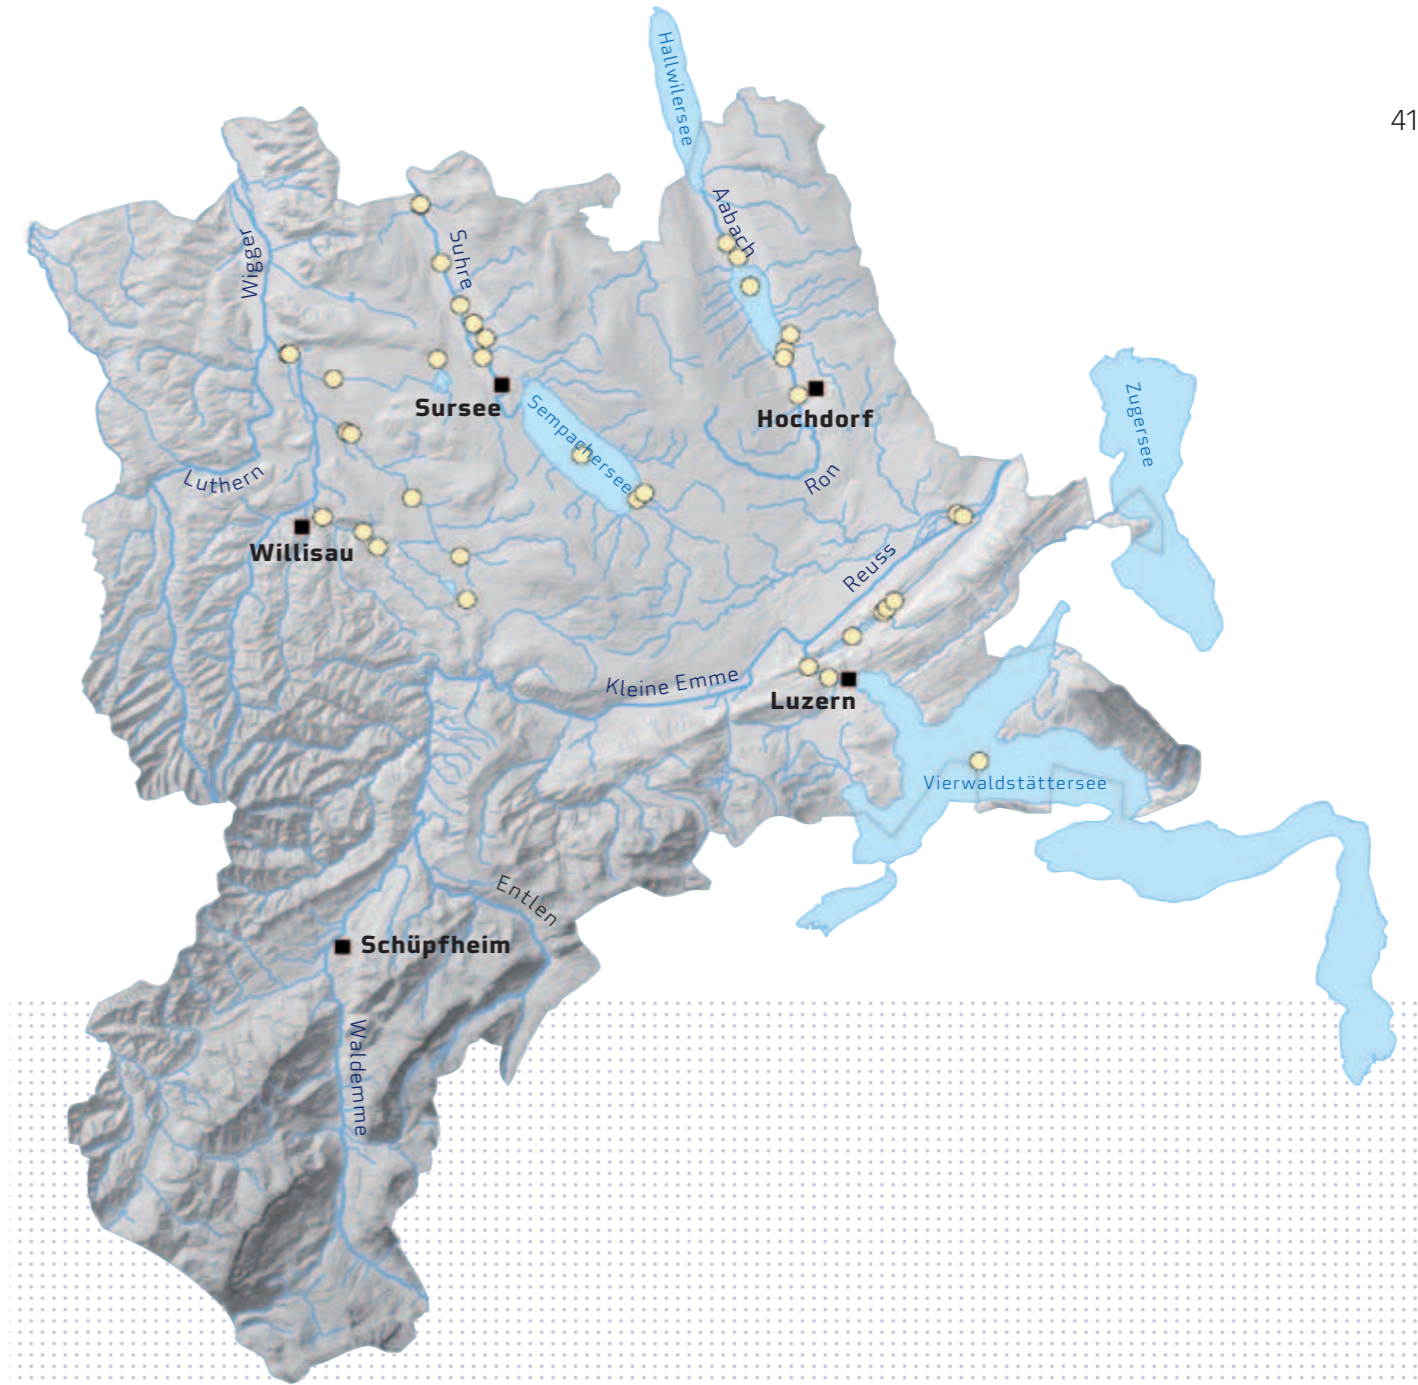 Hallwilersee
41
Aabach
Wigger
Suhre
Zugersee
Sursee
Sempachersee
Hochdorf
Luthern
Ron
Willisau
Reuss
Kleine Emme
Luzern
Vierwaldstättersee
Entlen
Schüpfheim
Waldemme